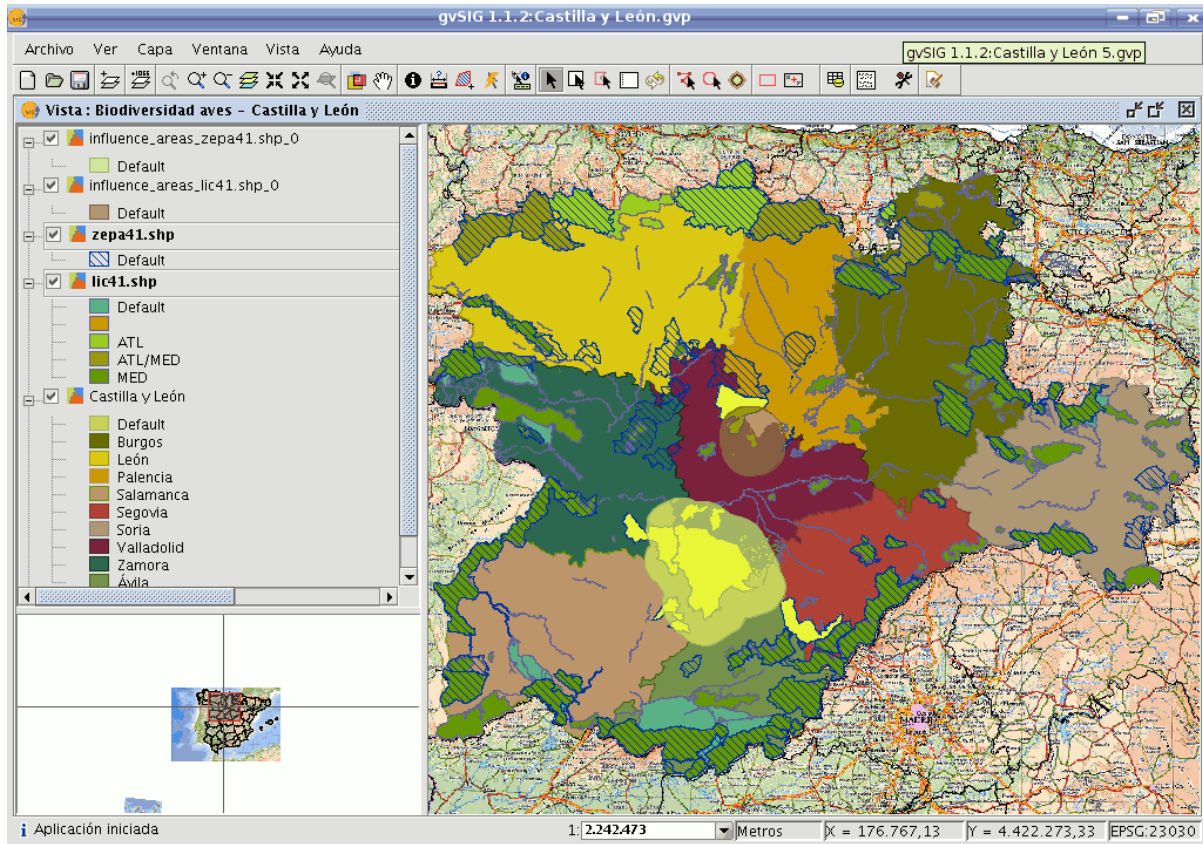 gvSIG 1.1.2:Castilla y León.gvp
Archivo Ver Capa Ventana Vista Ayuda
gvSIG 1.1.2:Castilla y León 5.gvp
Vista : Biodiversidad aves – Castilla y León
influence_areas_zepa41.shp_0
Default
influence_areas_lic41.shp_0
Default
zepa41.shp
Default
lic41.shp
Default
ATL
ATL/MED
MED
Castilla y León
Default
Burgos
León
Palencia
Salamanca
Segovia
Soria
Valladolid
Zamora
Ávila
MADRID
Aplicación iniciada
1: 2.242.473 Metros X = 176.767,13 Y = 4.422.273,33 EPSG:23030